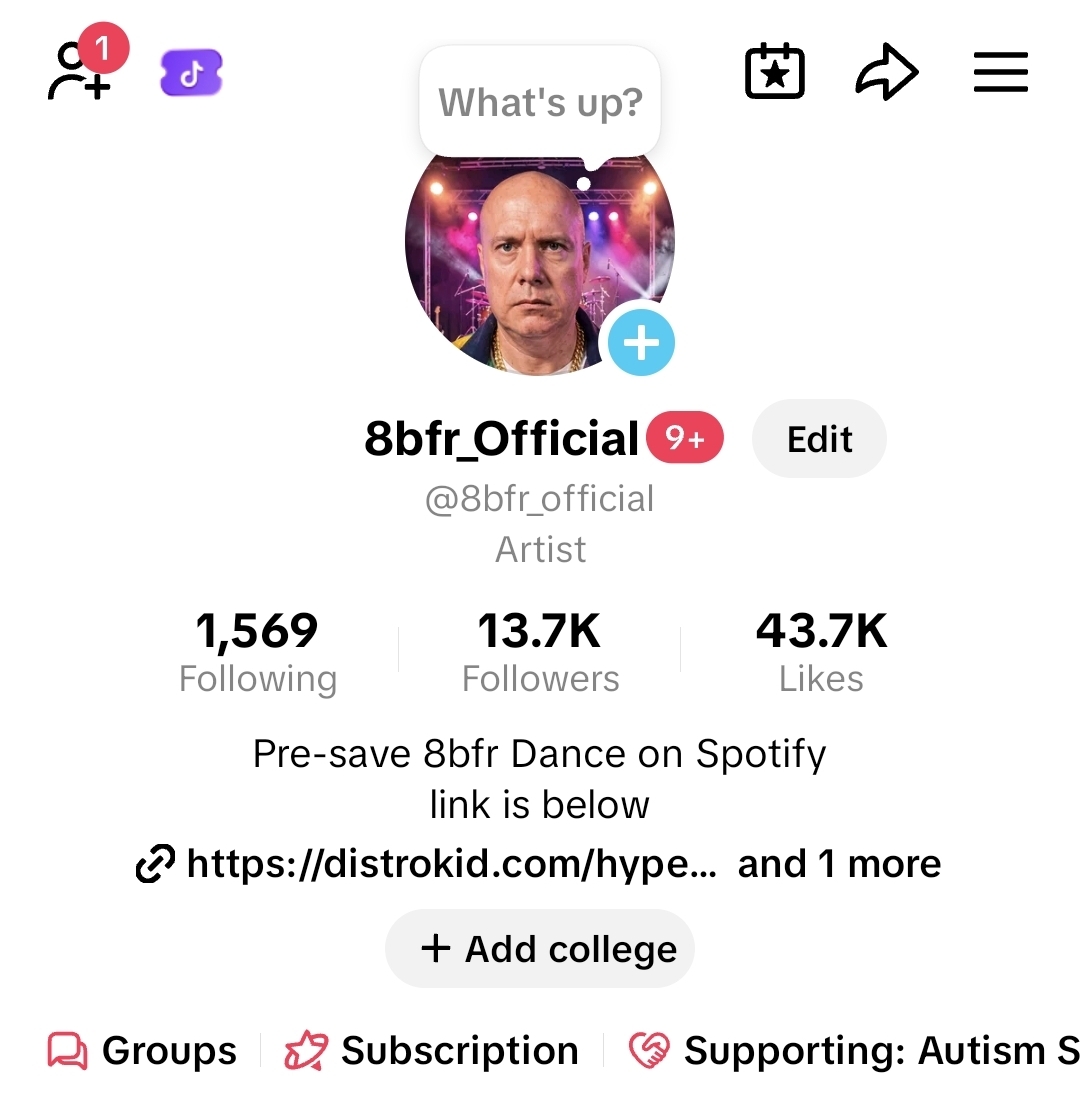 1
What's up?
8bfr_Official 9+ Edit
@8bfr_official
Artist
1,569 13.7K 43.7K
Following Followers Likes
Pre-save 8bfr Dance on Spotify
link is below
https://distrokid.com/hype... and 1 more
+ Add college
Groups Subscription Supporting: Autism S